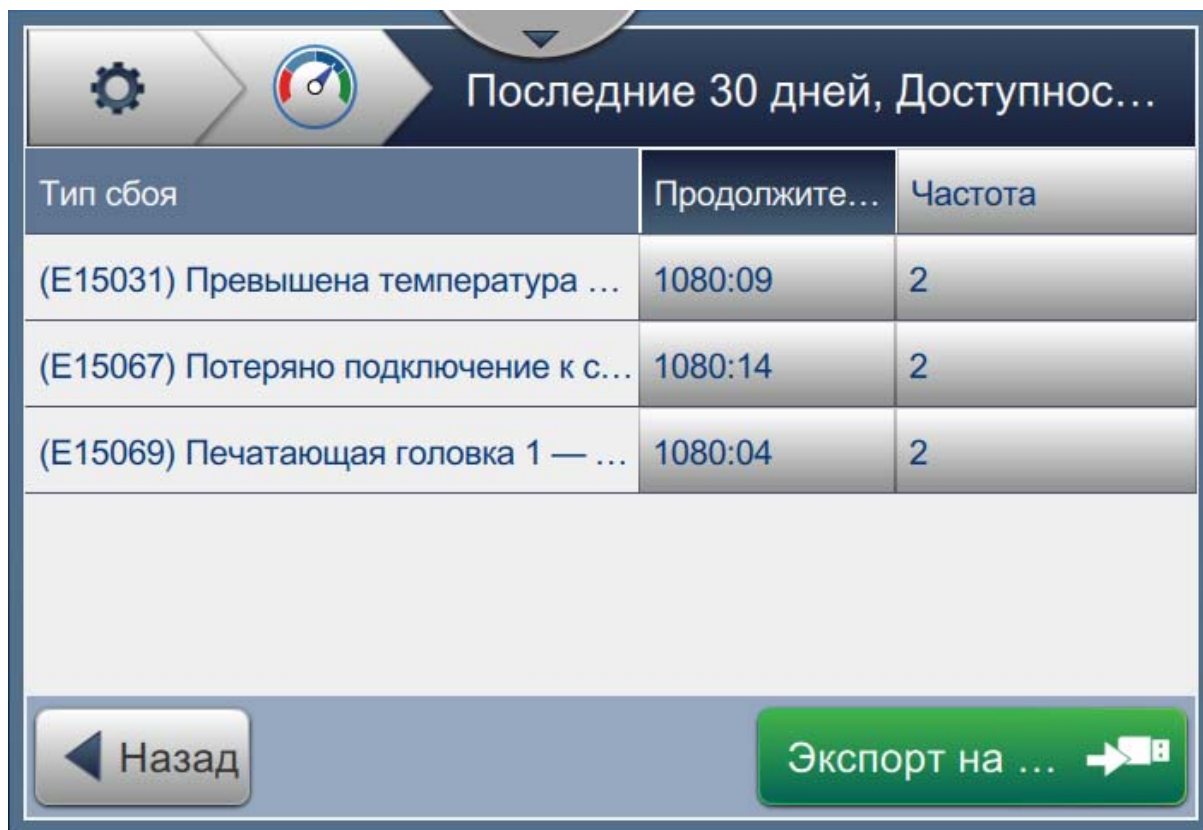 Последние 30 дней, Доступнос...
Тип сбоя Продолжите... Частота
(E15031) Превышена температура ... 1080:09 2
(E15067) Потеряно подключение к с... 1080:14 2
(E15069) Печатающая головка 1 — ... 1080:04 2
Назад Экспорт на ...